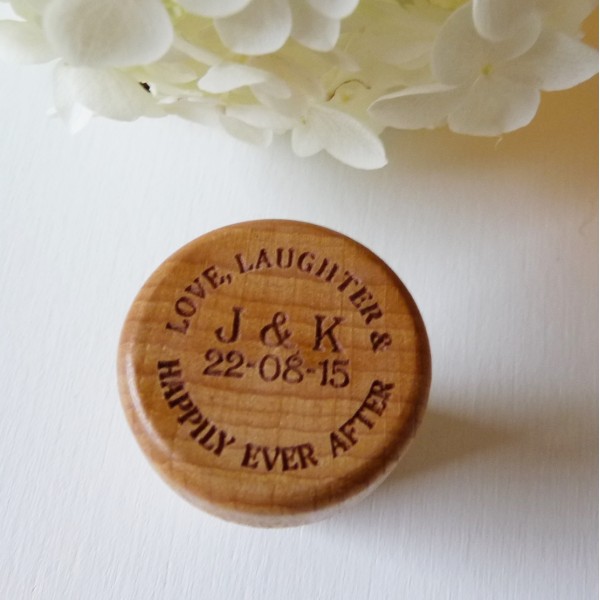 LOVE, LAUGHTER &
J & K
22-08-15
HAPPILY EVER AFTER